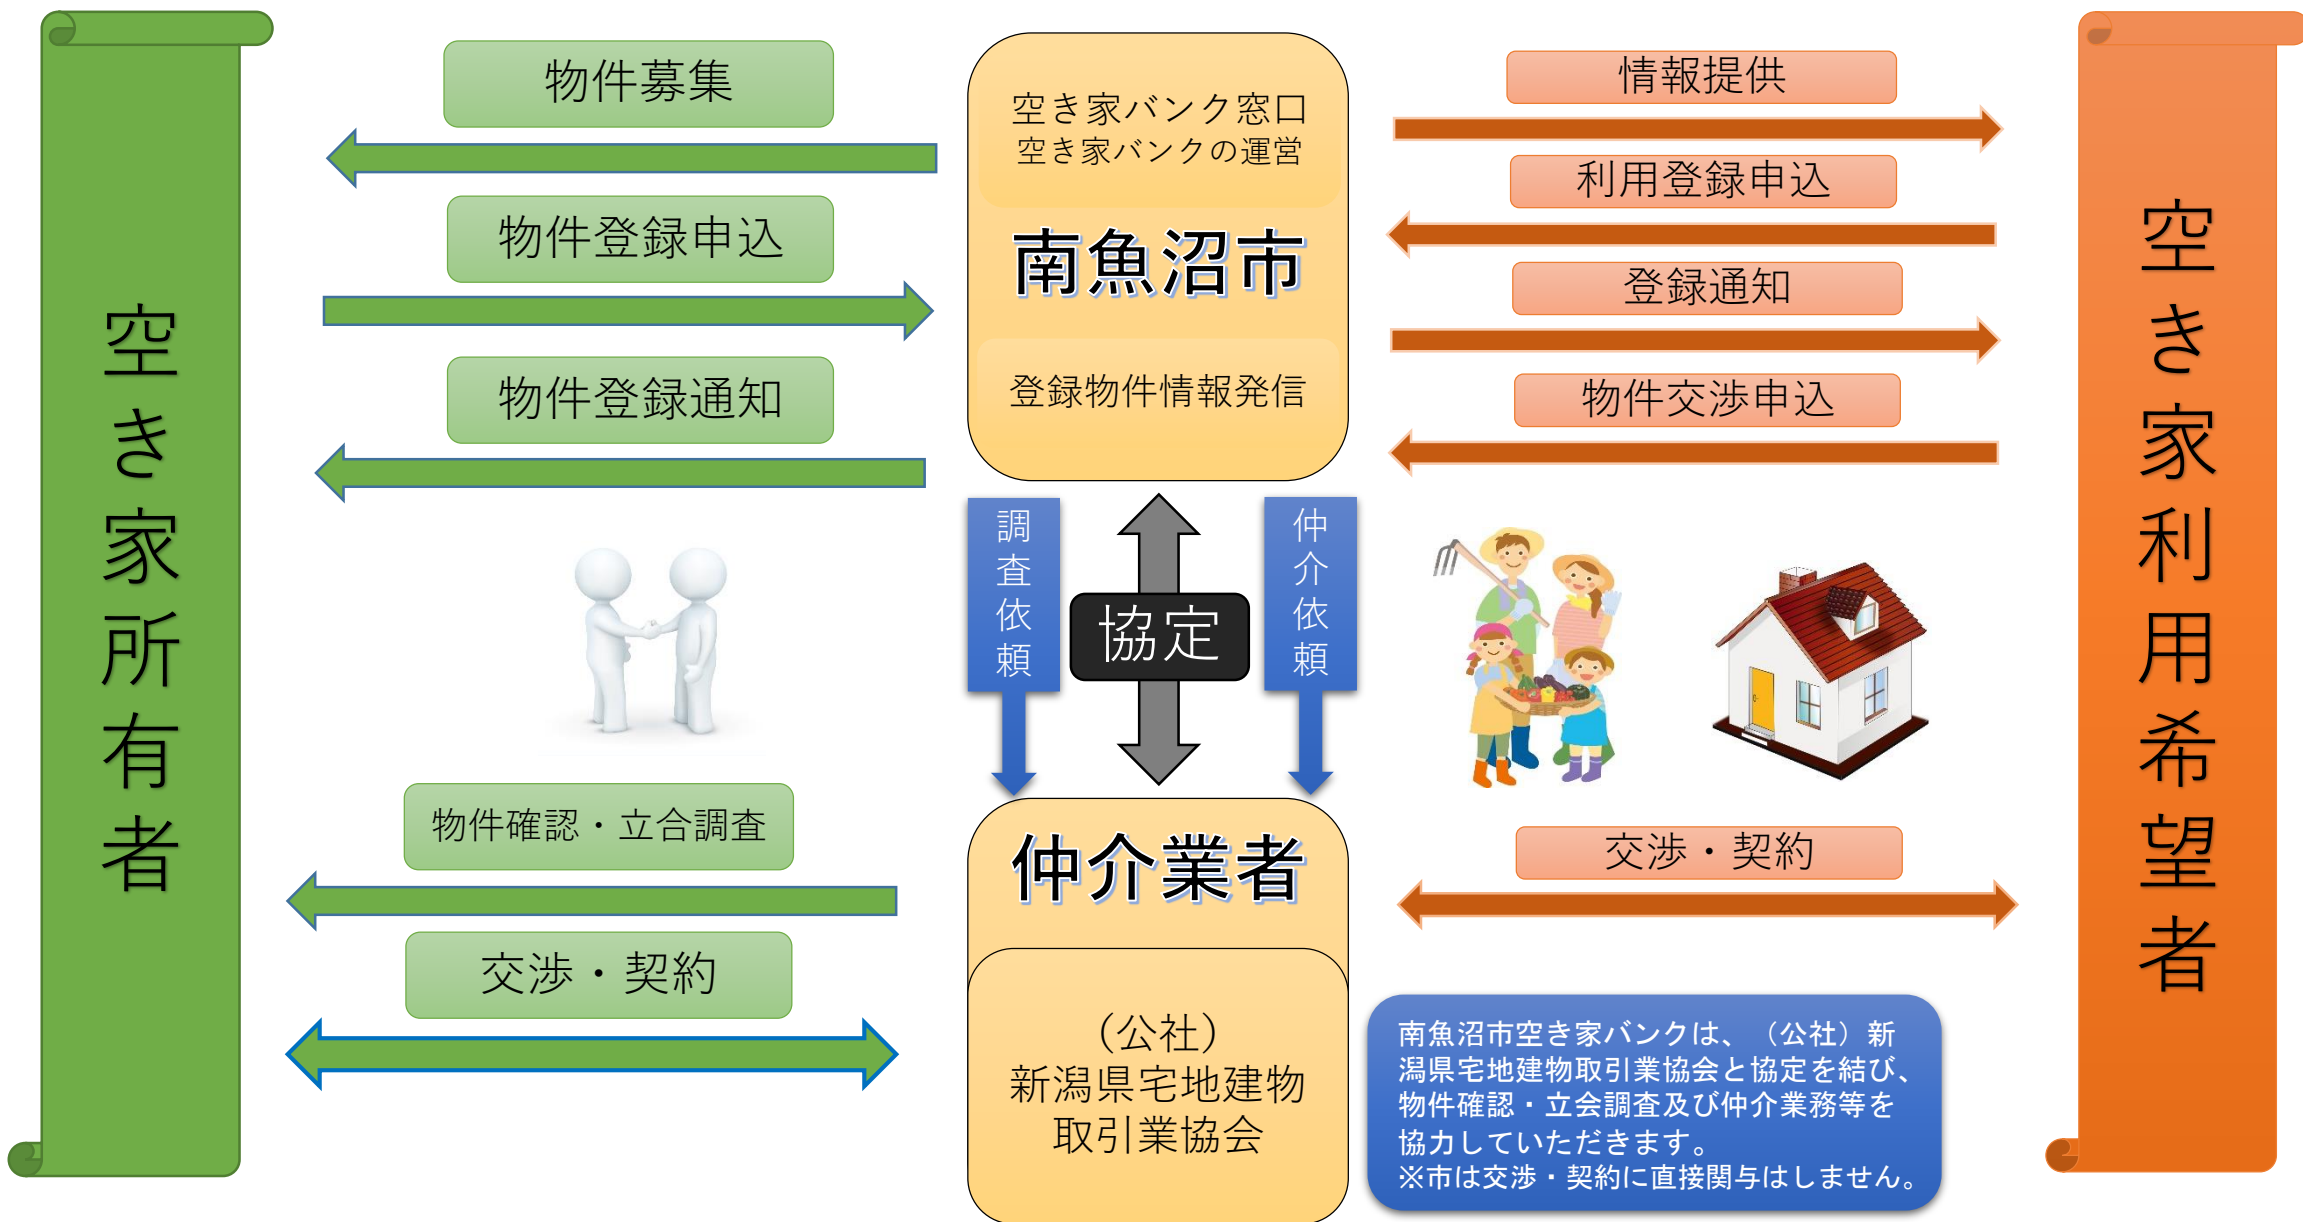 空き家所有者
物件募集
物件登録申込
物件登録通知
物件確認・立合調査
交渉・契約
空き家バンク窓口
空き家バンクの運営
南魚沼市
登録物件情報発信
調査依頼
協定
仲介依頼
仲介業者
（公社）
新潟県宅地建物
取引業協会
情報提供
利用登録申込
登録通知
物件交渉申込
交渉・契約
南魚沼市空き家バンクは、（公社）新
潟県宅地建物取引業協会と協定を結び、
物件確認・立会調査及び仲介業務等を
協力していただきます。
※市は交渉・契約に直接関与はしません。
空き家利用希望者